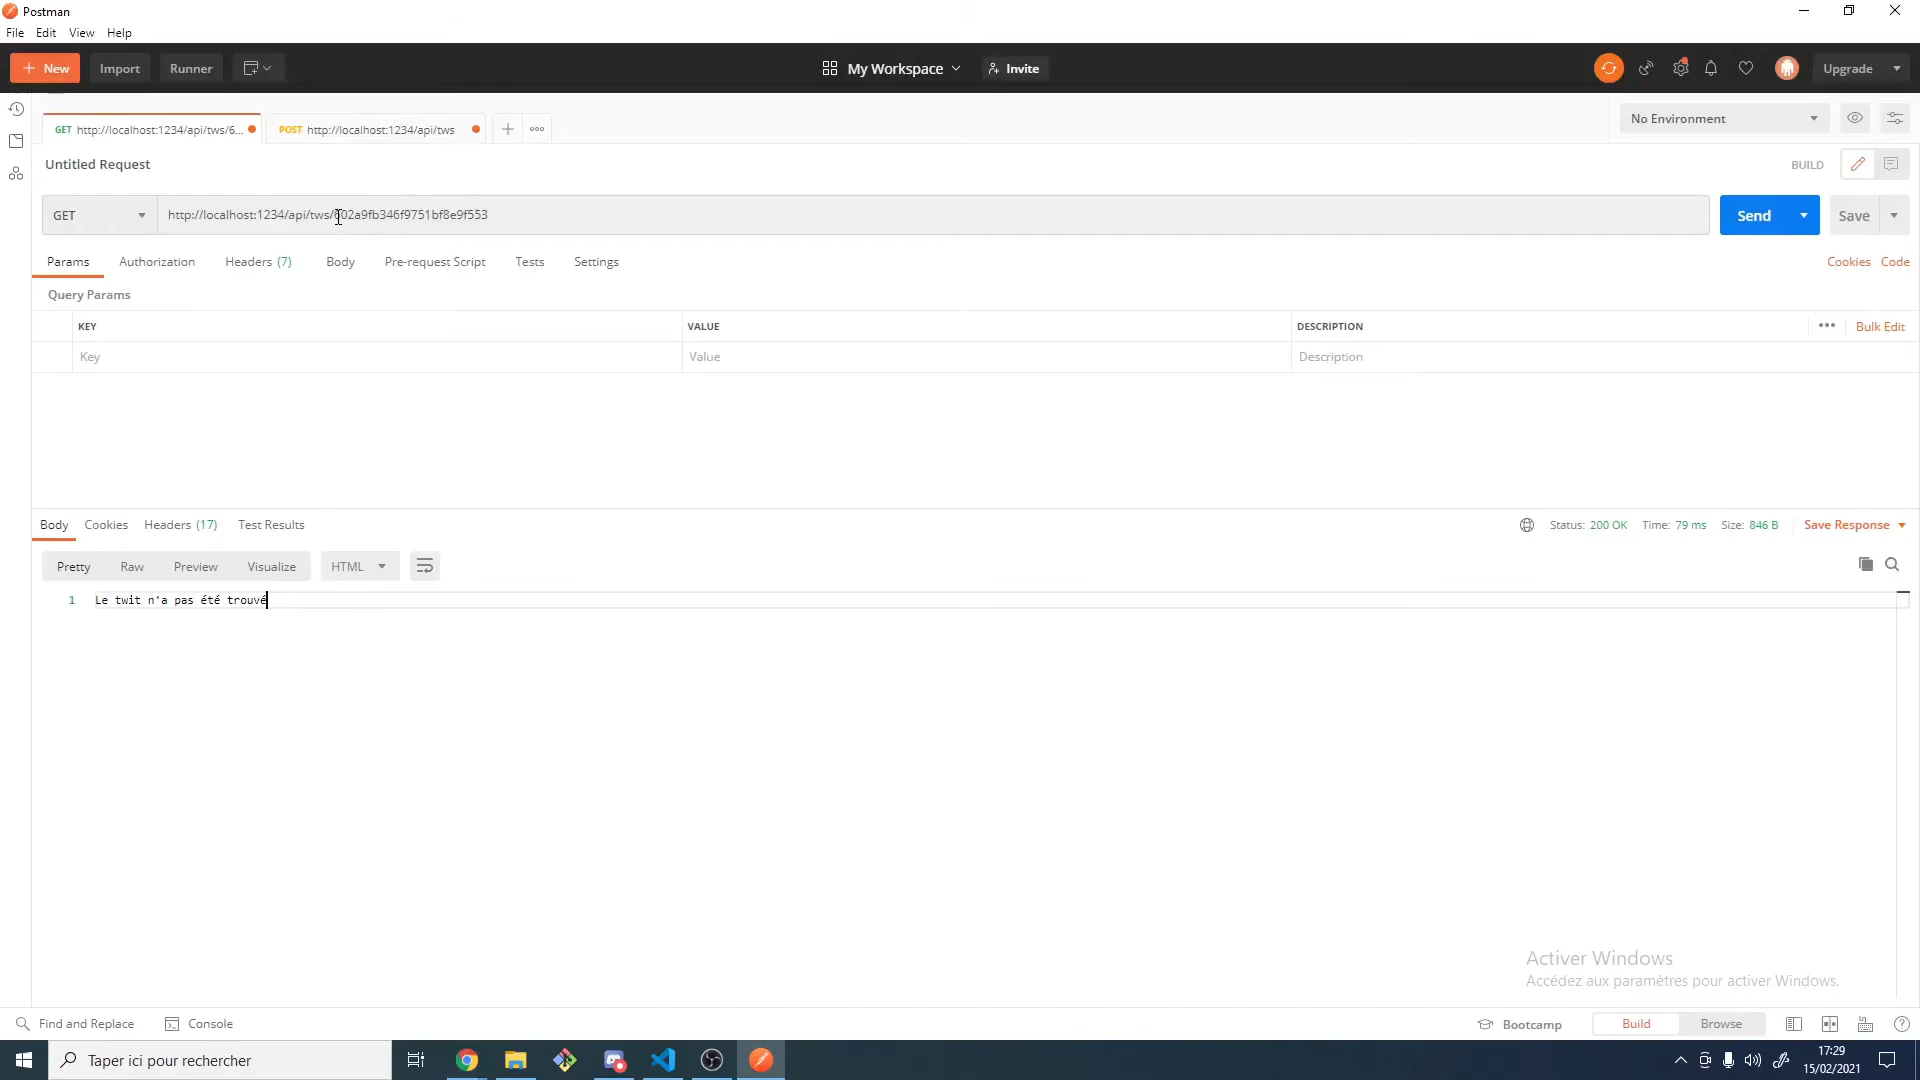 Postman
File Edit View Help
New Import Runner My Workspace Invite Upgrade
GET http://localhost:1234/api/tws/6... POST http://localhost:1234/api/tws No Environment
Untitled Request BUILD
GET http://localhost:1234/api/tws/602a9fb346f9751bf8e9f553 Send Save
Params Authorization Headers (7) Body Pre-request Script Tests Settings Cookies Code
Query Params
KEY VALUE DESCRIPTION Bulk Edit
Key Value Description
Body Cookies Headers (17) Test Results Status: 200 OK Time: 79 ms Size: 846 B Save Response
Pretty Raw Preview Visualize HTML
1 Le twit n'a pas été trouvé
Activer Windows
Accédez aux paramètres pour activer Windows.
Find and Replace Console Bootcamp Build Browse
Taper ici pour rechercher 17:29
15/02/2021